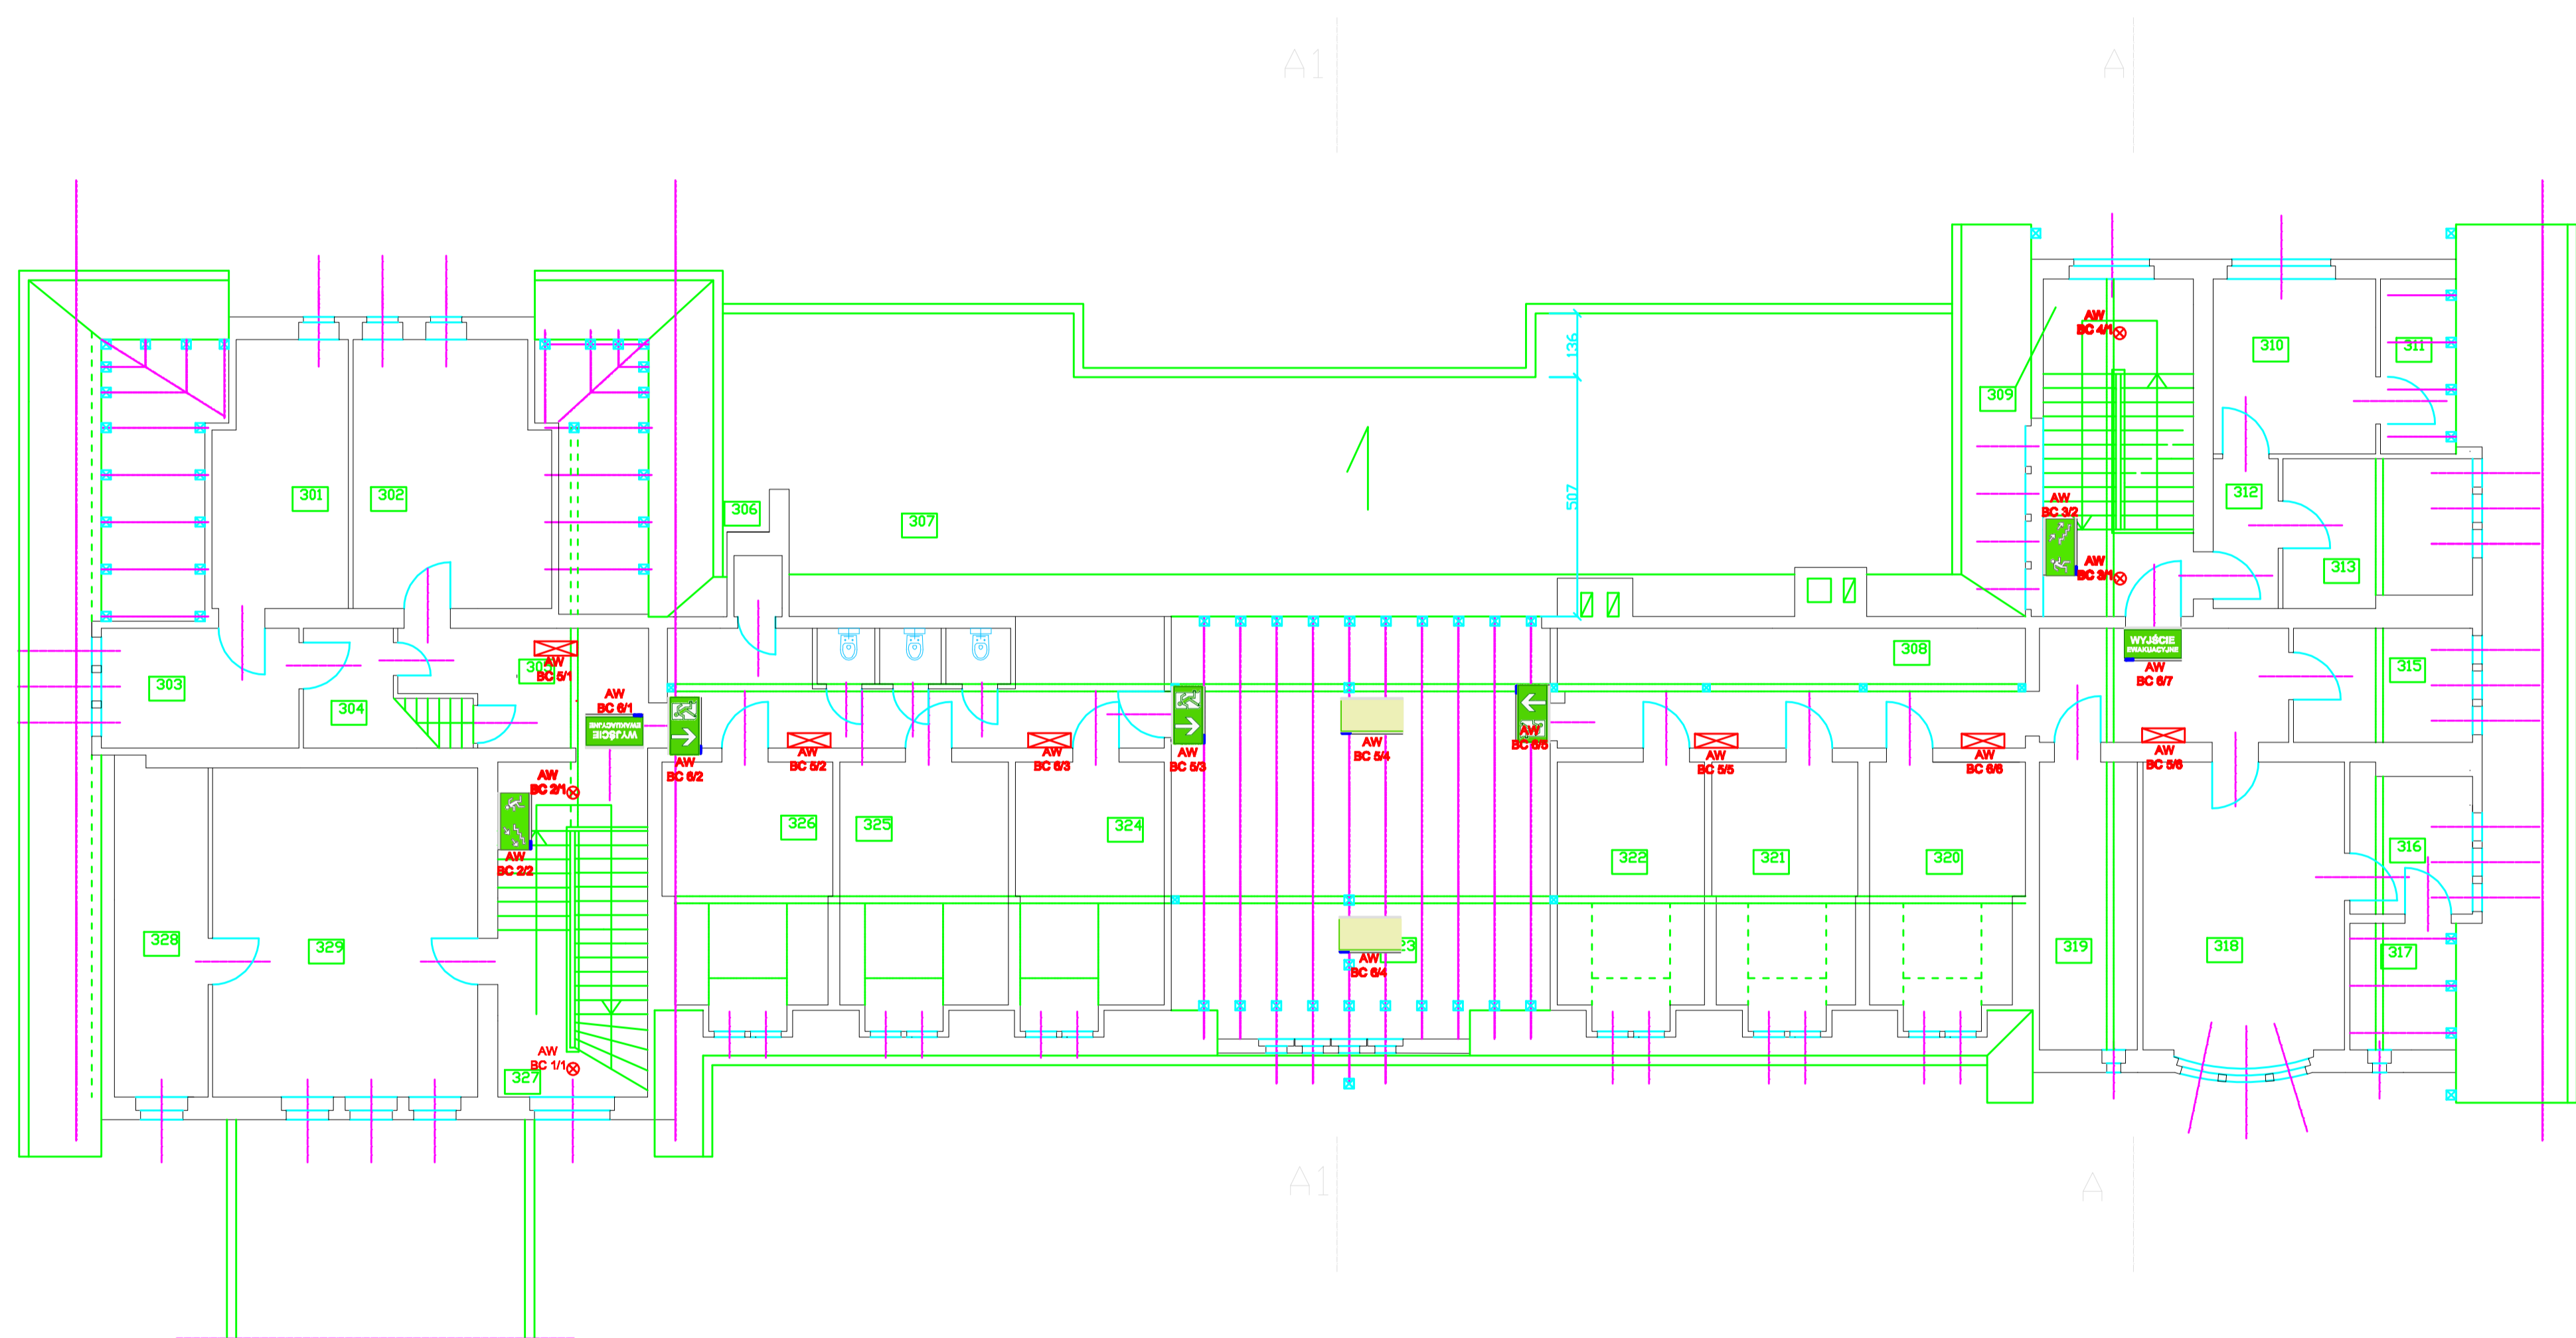 A1
A
136
AW
BC 4/1
310
311
309
301
302
306
307
507
AW
BC 3/2
312
AW
BC 3/1
313
303
304
AW
BC 5/1
AW
BC 6/1
WYJŚCIE
EWAKUACYJNE
AW
BC 6/2
AW
BC 5/2
AW
BC 6/3
AW
BC 5/3
AW
BC 5/4
AW
BC 6/5
308
AW
BC 5/5
AW
BC 6/6
WYJŚCIE
EWAKUACYJNE
AW
BC 6/7
AW
BC 5/6
315
AW
BC 2/1
AW
BC 2/2
326
325
324
322
321
320
316
328
329
AW
BC 6/4
319
318
317
AW
BC 1/1
327
A1
A